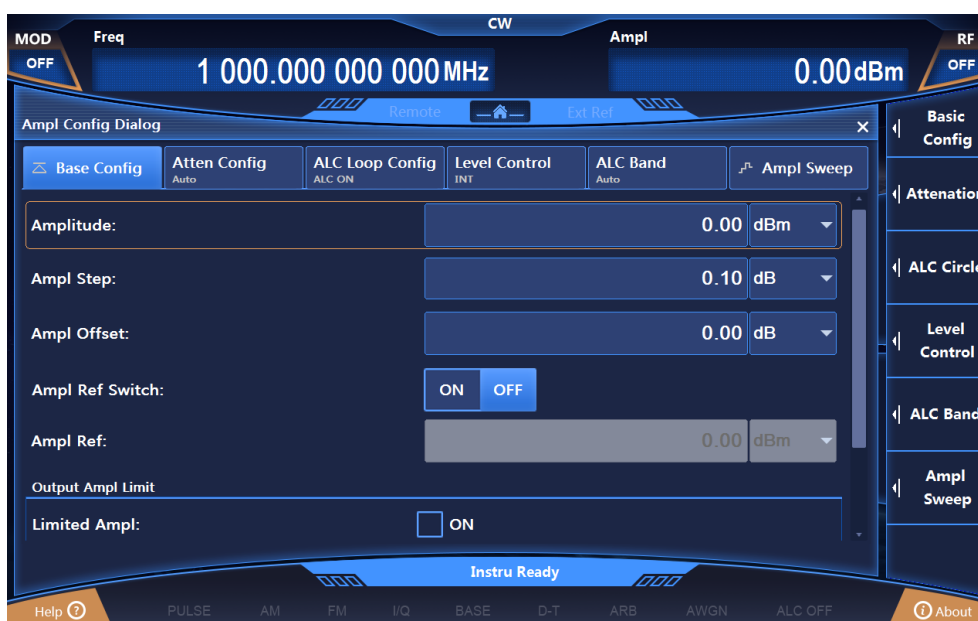 CW
MOD Freq Ampl RF
OFF 1 000.000 000 000 MHz 0.00 dBm OFF
Remote Ext Ref
Ampl Config Dialog
Base Config
Atten Config
Auto
ALC Loop Config
ALC ON
Level Control
INT
ALC Band
Auto
Ampl Sweep
Amplitude: 0.00 dBm
Ampl Step: 0.10 dB
Ampl Offset: 0.00 dB
Ampl Ref Switch: ON OFF
Ampl Ref: 0.00 dBm
Output Ampl Limit
Limited Ampl: ON
Basic
Config
Attenation
ALC Circle
Level
Control
ALC Band
Ampl
Sweep
Instru Ready
Help ? PULSE AM FM I/Q BASE D-T ARB AWGN ALC OFF About